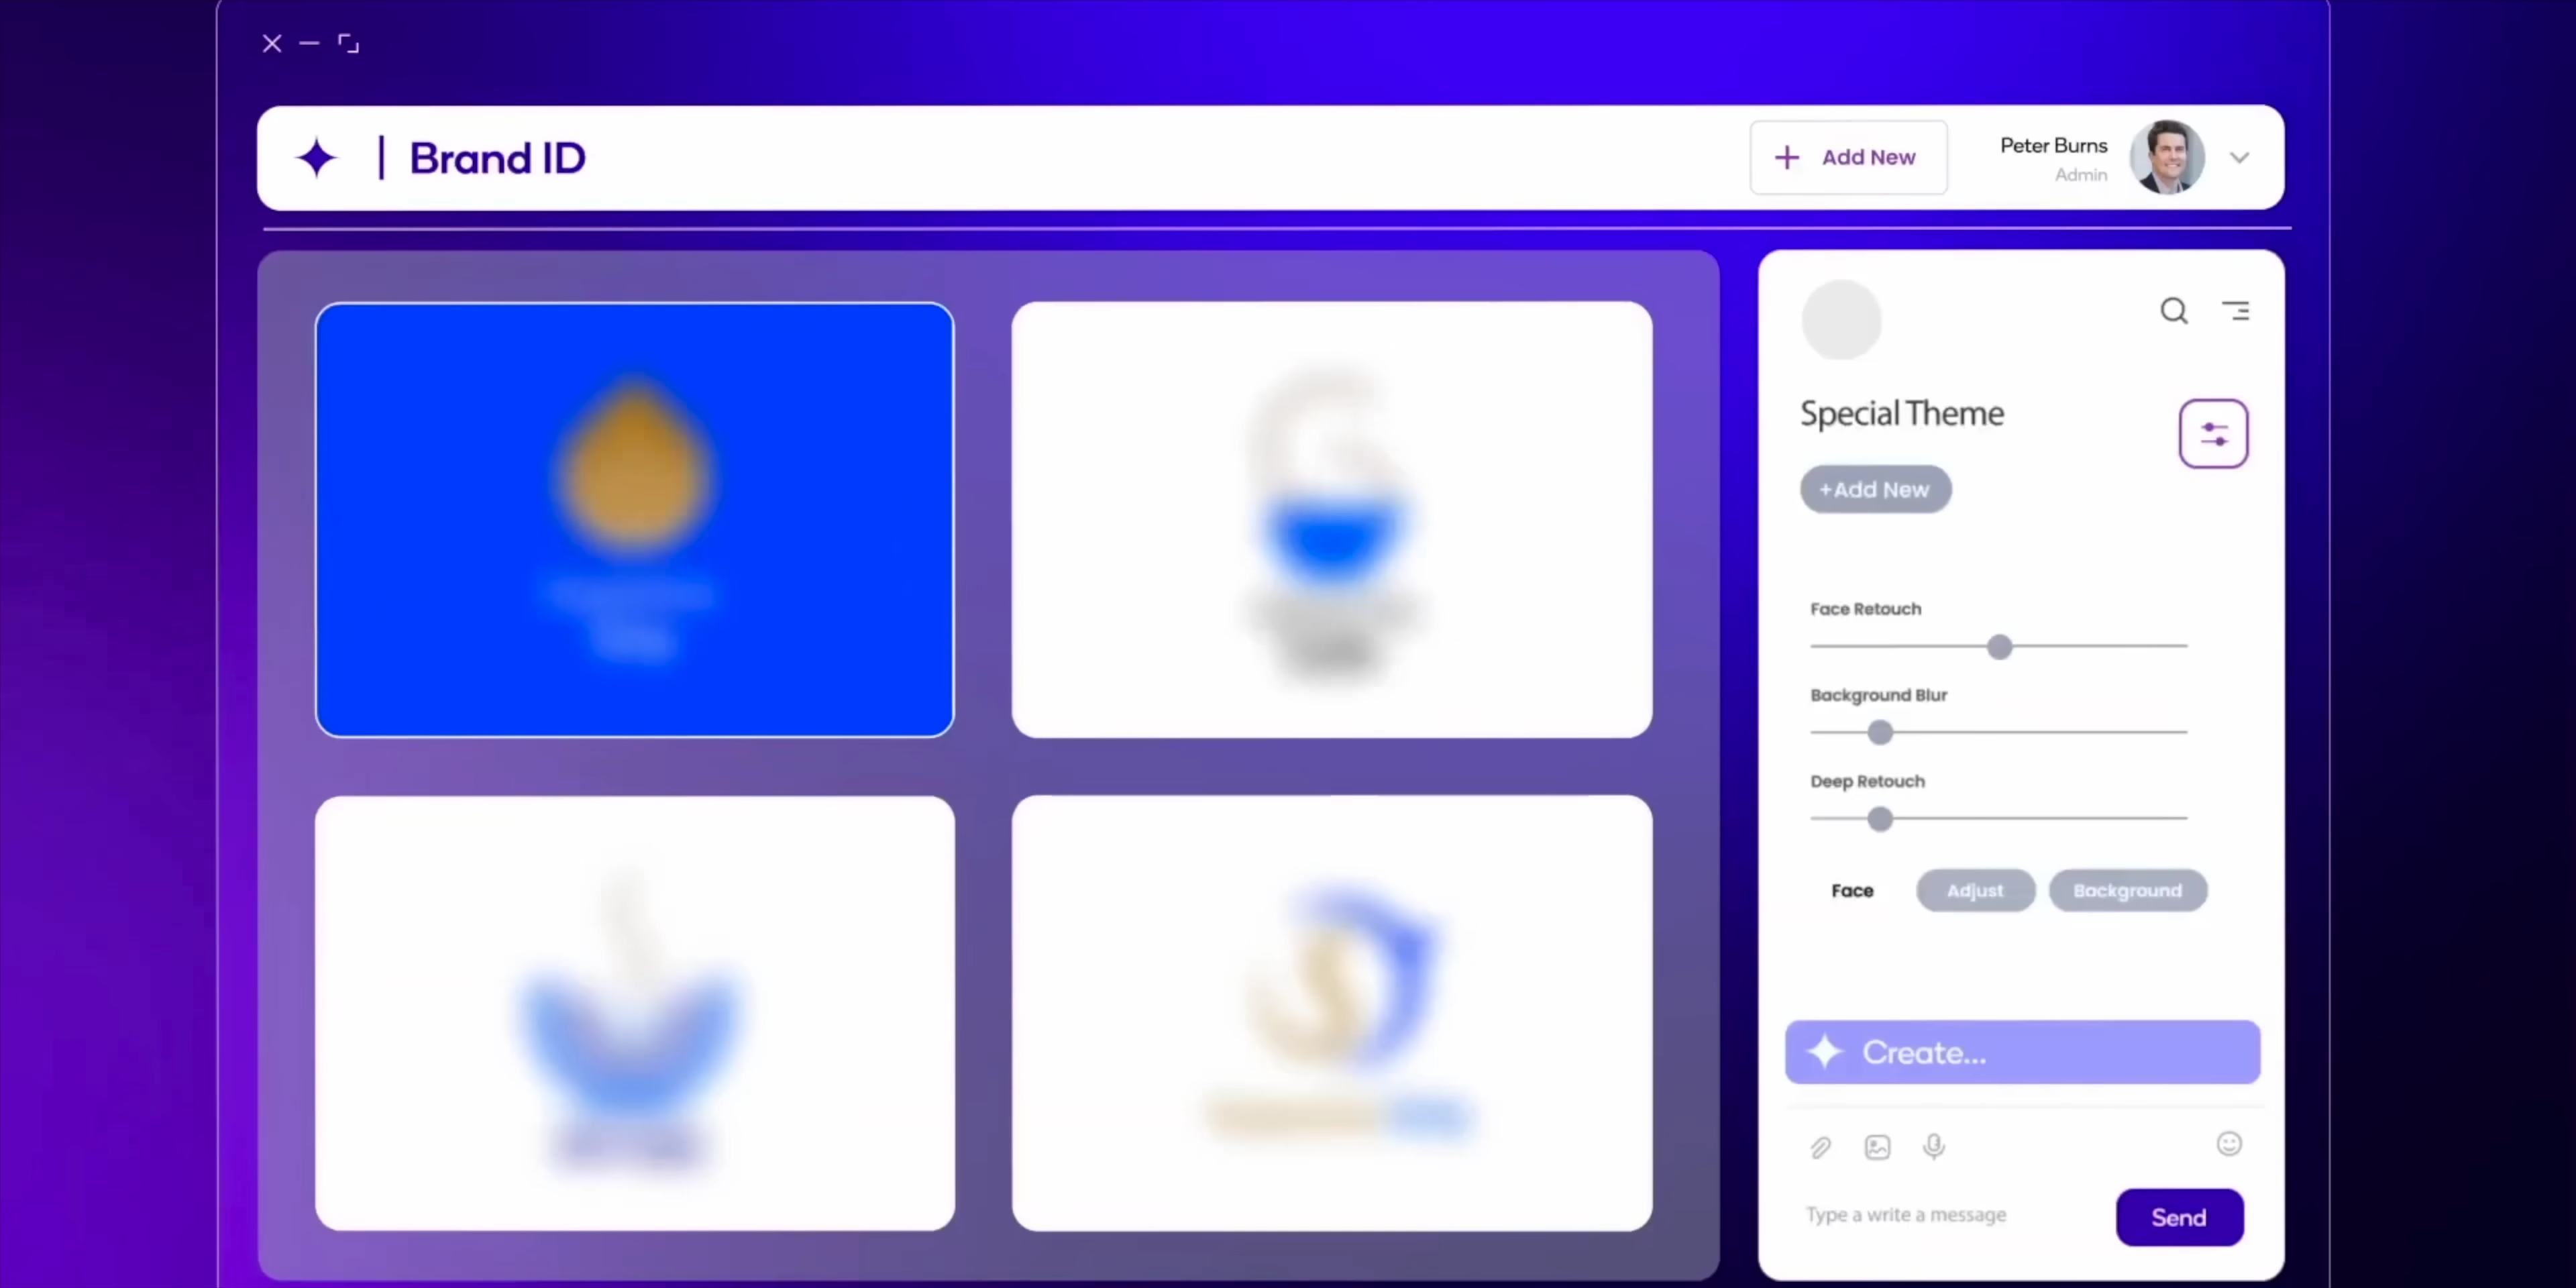 Brand ID
Add New
Peter Burns
Admin
Special Theme
+Add New
Face Retouch
Background Blur
Deep Retouch
Face
Adjust
Background
Create...
Type a write a message
Send